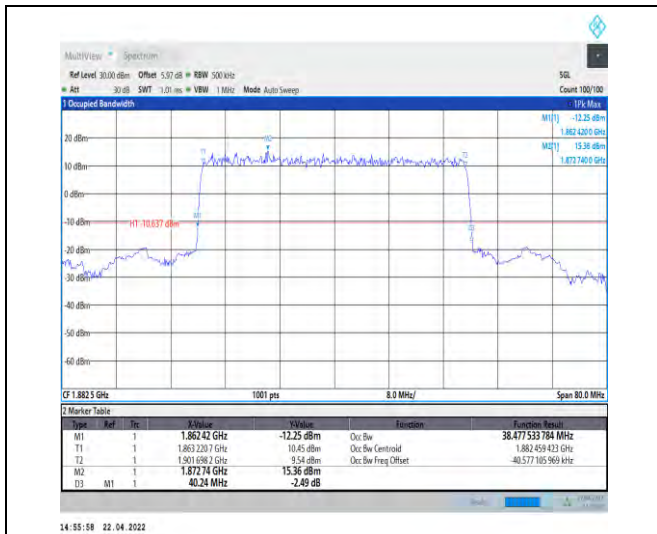 MultiView Spectrum
Ref Level 30.00 dBm Offset 5.97 dB RBW 500 kHz SGL
Att 30 dB SWT 1.01 ms VBW 1 MHz Mode Auto Sweep Count 100/100
1 Occupied Bandwidth 1Pk Max
M1[1] -12.25 dBm
1.862 420 0 GHz
20 dBm
M2[1] 15.36 dBm
1.872 740 0 GHz
M2
T1
10 dBm
0 dBm
M1
-10 dBm
H1 -10.637 dBm
-20 dBm
-30 dBm
-40 dBm
-50 dBm
-60 dBm
CF 1.882 5 GHz 1001 pts 8.0 MHz/ Span 80.0 MHz
2 Marker Table
Type Ref Trc X-Value Y-Value Function Function Result
M1 1 1.862 42 GHz -12.25 dBm Occ Bw 38.477 533 784 MHz
T1 1 1.863 220 7 GHz 10.45 dBm Occ Bw Centroid 1.882 459 423 GHz
T2 1 1.901 698 2 GHz 9.54 dBm Occ Bw Freq Offset -40.577 105 969 kHz
M2 1 1.872 74 GHz 15.36 dBm
D3 M1 1 40.24 MHz -2.49 dB
14:55:58 22.04.2022